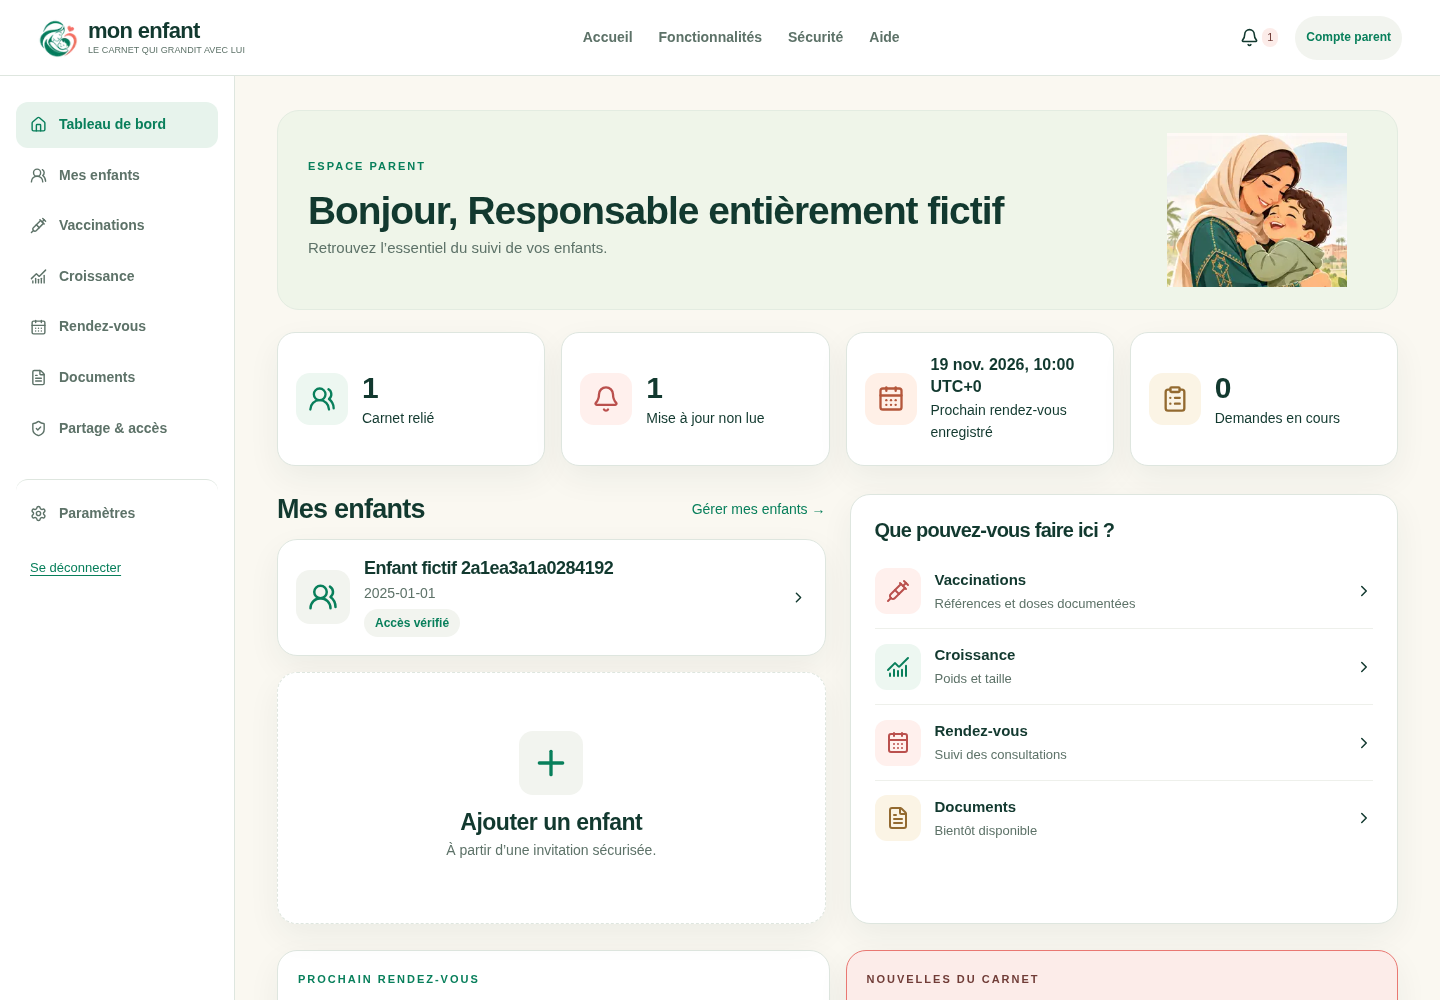 mon enfant
LE CARNET QUI GRANDIT AVEC LUI
Accueil
Fonctionnalités
Sécurité
Aide
1
Compte parent
Tableau de bord
Mes enfants
Vaccinations
Croissance
Rendez-vous
Documents
Partage & accès
Paramètres
Se déconnecter
ESPACE PARENT
Bonjour, Responsable entièrement fictif
Retrouvez l’essentiel du suivi de vos enfants.
1
Carnet relié
1
Mise à jour non lue
19 nov. 2026, 10:00
UTC+0
Prochain rendez-vous
enregistré
0
Demandes en cours
Mes enfants
Gérer mes enfants →
Enfant fictif 2a1ea3a1a0284192
2025-01-01
Accès vérifié
Ajouter un enfant
À partir d’une invitation sécurisée.
Que pouvez-vous faire ici ?
Vaccinations
Références et doses documentées
Croissance
Poids et taille
Rendez-vous
Suivi des consultations
Documents
Bientôt disponible
PROCHAIN RENDEZ-VOUS
NOUVELLES DU CARNET